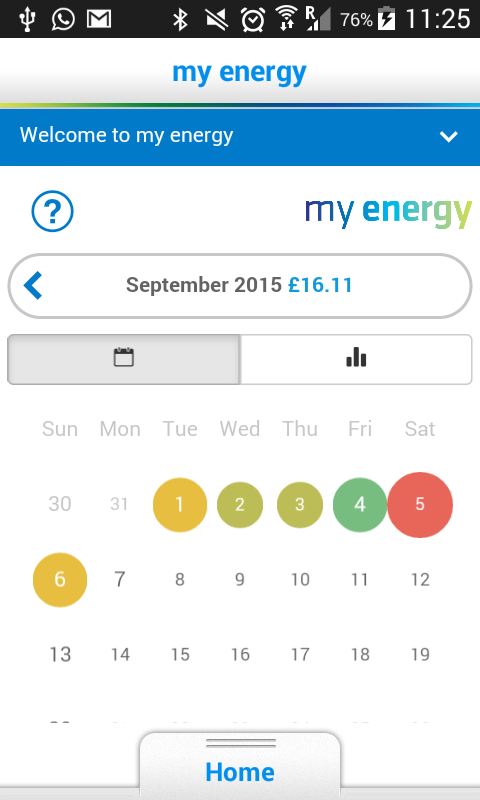 R 76% 11:25
my energy
Welcome to my energy
?
my energy
September 2015 £16.11
Sun Mon Tue Wed Thu Fri Sat
30 31 1 2 3 4 5
6 7 8 9 10 11 12
13 14 15 16 17 18 19
Home